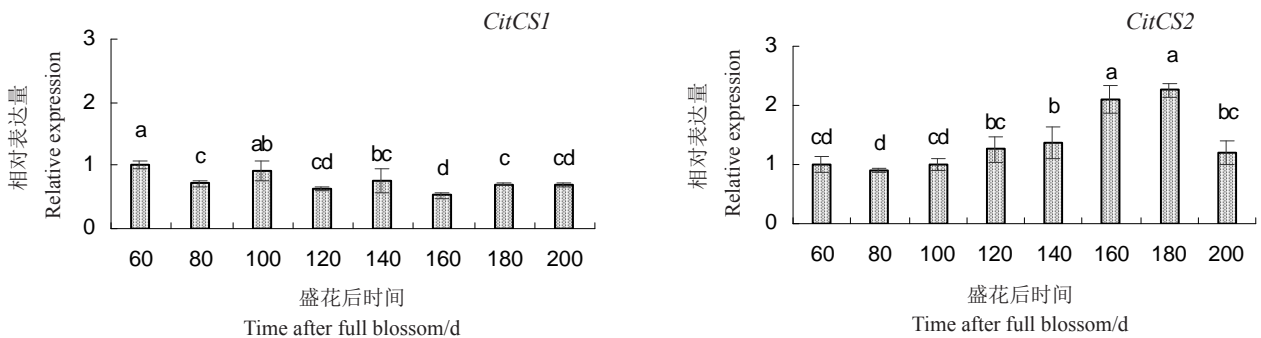 CitCS1
3
2
1
0
相对表达量
Relative expression
a c ab cd bc d c cd
60 80 100 120 140 160 180 200
盛花后时间
Time after full blossom/d
CitCS2
3
2
1
0
相对表达量
Relative expression
cd d cd bc b a a bc
60 80 100 120 140 160 180 200
盛花后时间
Time after full blossom/d